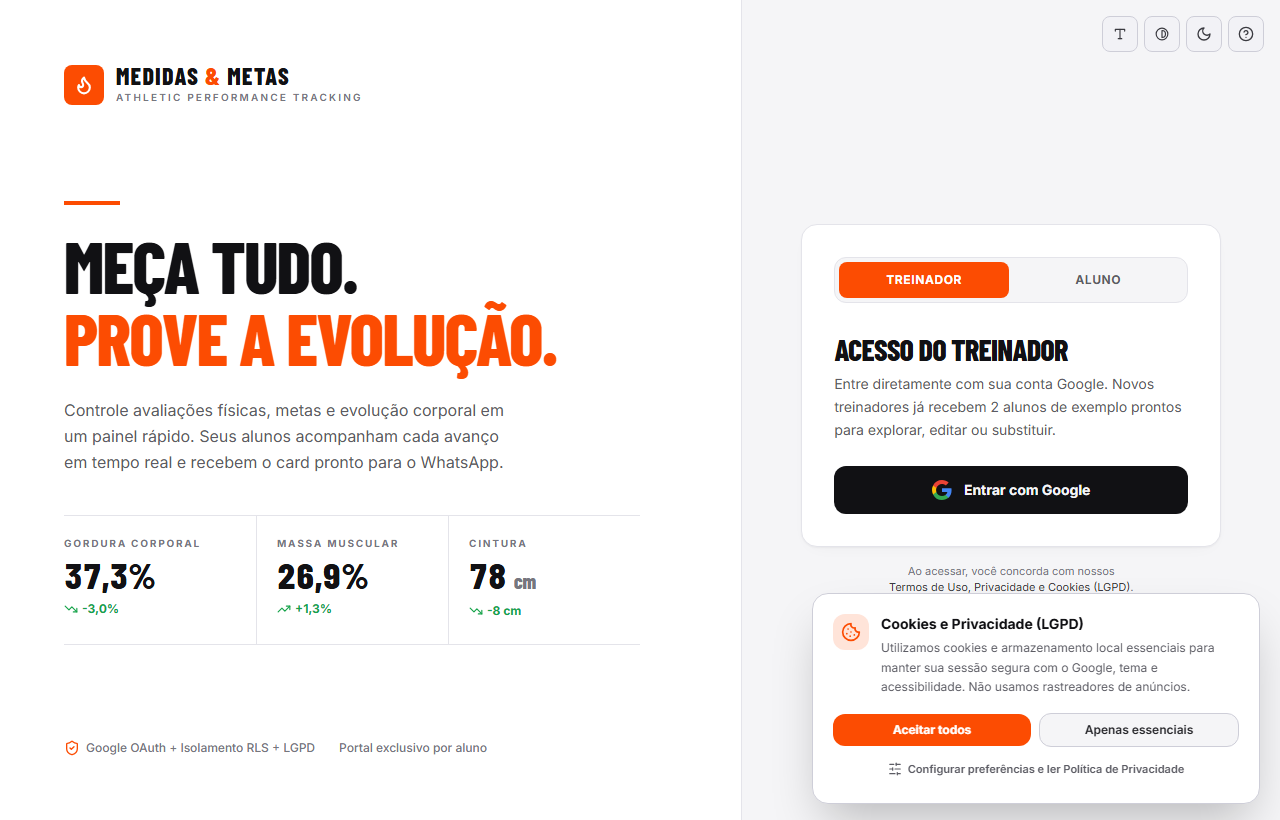 MEDIDAS & METAS
ATHLETIC PERFORMANCE TRACKING
MEÇA TUDO.
PROVE A EVOLUÇÃO.
Controle avaliações físicas, metas e evolução corporal em
um painel rápido. Seus alunos acompanham cada avanço
em tempo real e recebem o card pronto para o WhatsApp.
GORDURA CORPORAL
37,3%
-3,0%
MASSA MUSCULAR
26,9%
+1,3%
CINTURA
78 cm
-8 cm
Google OAuth + Isolamento RLS + LGPD
Portal exclusivo por aluno
TREINADOR
ALUNO
ACESSO DO TREINADOR
Entre diretamente com sua conta Google. Novos
treinadores já recebem 2 alunos de exemplo prontos
para explorar, editar ou substituir.
Entrar com Google
Ao acessar, você concorda com nossos
Termos de Uso, Privacidade e Cookies (LGPD).
Cookies e Privacidade (LGPD)
Utilizamos cookies e armazenamento local essenciais para
manter sua sessão segura com o Google, tema e
acessibilidade. Não usamos rastreadores de anúncios.
Aceitar todos
Apenas essenciais
Configurar preferências e ler Política de Privacidade